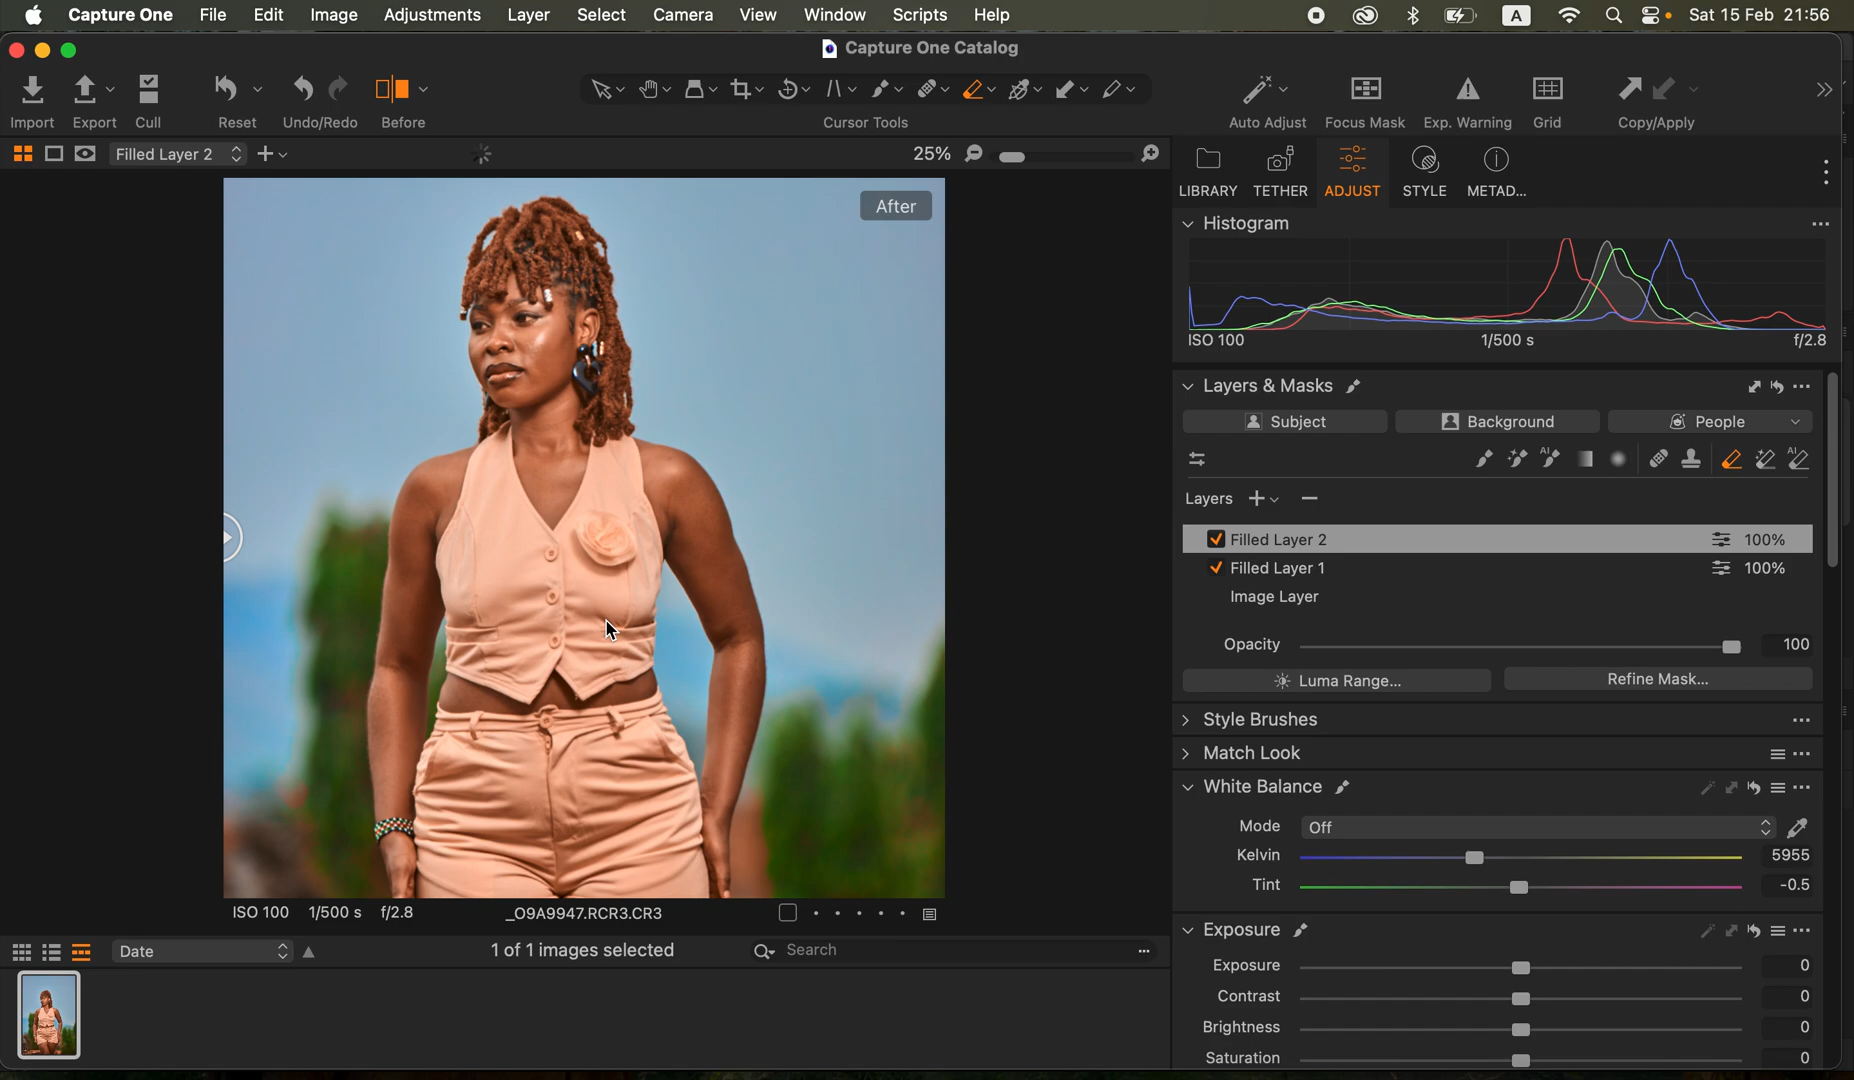 Capture One File Edit Image Adjustments Layer Select Camera View Window Scripts Help A Sat 15 Feb 21:56
Capture One Catalog
Import Export Cull Reset Undo/Redo Before Cursor Tools Auto Adjust Focus Mask Exp. Warning Grid Copy/Apply
Filled Layer 2 25%
After
LIBRARY TETHER ADJUST STYLE METAD...
Histogram
ISO 100 1/500 s f/2.8
Layers & Masks
Subject Background People
AI AI
Layers
Filled Layer 2 100%
Filled Layer 1 100%
Image Layer
Opacity 100
Luma Range... Refine Mask...
Style Brushes
Match Look
White Balance
Mode Off
Kelvin 5955
Tint -0.5
Exposure
Exposure 0
Contrast 0
Brightness 0
Saturation 0
ISO 100 1/500 s f/2.8 _O9A9947.RCR3.CR3
Date 1 of 1 images selected Search